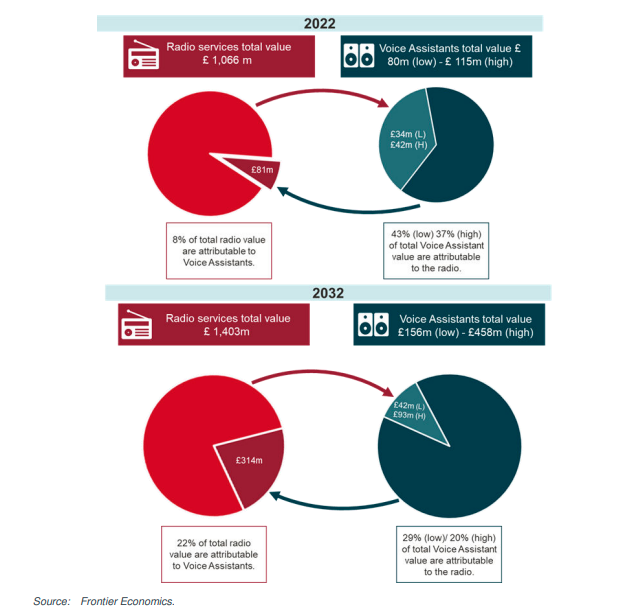 2022
Radio services total value
£ 1,066 m
Voice Assistants total value £
80m (low) - £ 115m (high)
£81m
£34m (L)
£42m (H)
8% of total radio value
are attributable to
Voice Assistants.
43% (low) 37% (high)
of total Voice Assistant
value are attributable
to the radio.
2032
Radio services total value
£ 1,403m
Voice Assistants total value
£156m (low) - £458m (high)
£314m
£42m (L)
£93m (H)
22% of total radio
value are attributable
to Voice Assistants.
29% (low)/ 20% (high)
of total Voice Assistant
value are attributable
to the radio.
Source: Frontier Economics.